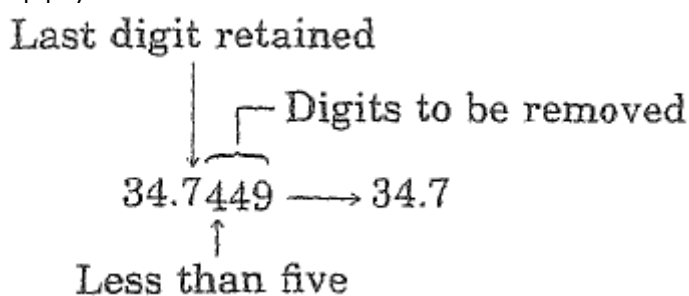 Last digit retained
Digits to be removed
34.7449 → 34.7
Less than five